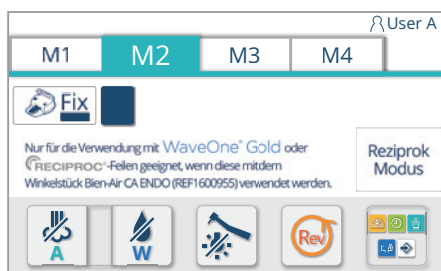 User A
M1 M2 M3 M4
Fix
Nur für die Verwendung mit WaveOne® Gold oder
RECIPROC®-Feilen geeignet, wenn diese mitdem
Winkelstück Bien-Air CA ENDO (REF1600955) verwendet werden.
Reziprok
Modus
A W Rev